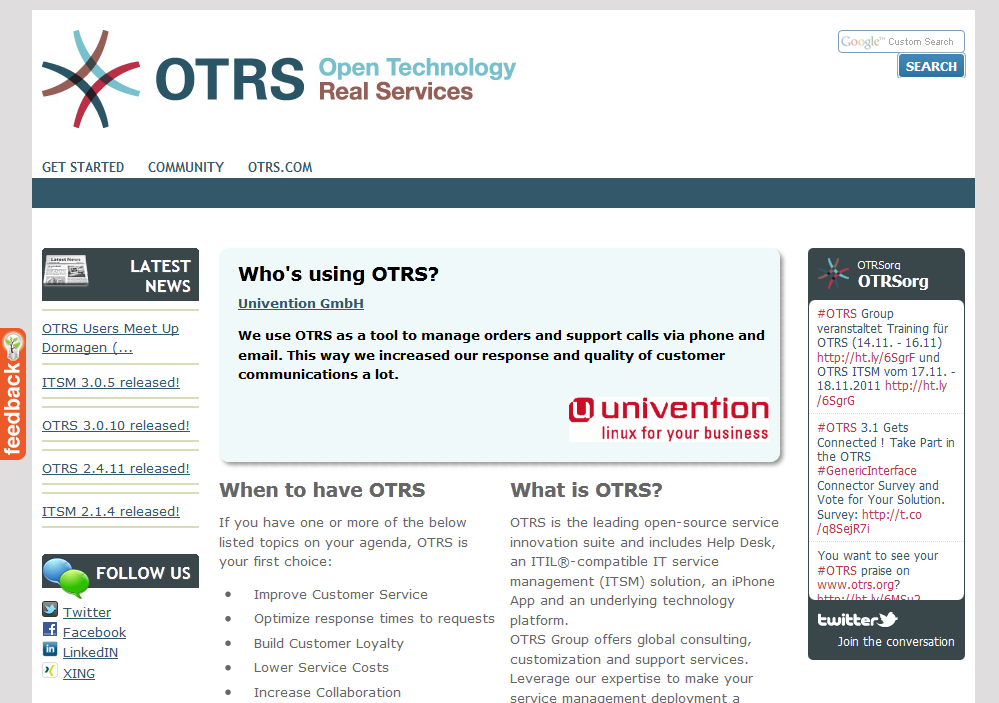 OTRS Open Technology
Real Services
Google™ Custom Search
SEARCH
GET STARTED COMMUNITY OTRS.COM
feedback
Latest News
LATEST
NEWS
OTRS Users Meet Up
Dormagen (...
ITSM 3.0.5 released!
OTRS 3.0.10 released!
OTRS 2.4.11 released!
ITSM 2.1.4 released!
FOLLOW US
Twitter
Facebook
LinkedIN
XING
Who's using OTRS?
Univention GmbH
We use OTRS as a tool to manage orders and support calls via phone and
email. This way we increased our response and quality of customer
communications a lot.
univention
linux for your business
When to have OTRS
If you have one or more of the below
listed topics on your agenda, OTRS is
your first choice:
• Improve Customer Service
• Optimize response times to requests
• Build Customer Loyalty
• Lower Service Costs
• Increase Collaboration
What is OTRS?
OTRS is the leading open-source service
innovation suite and includes Help Desk,
an ITIL®-compatible IT service
management (ITSM) solution, an iPhone
App and an underlying technology
platform.
OTRS Group offers global consulting,
customization and support services.
Leverage our expertise to make your
service management deployment a
OTRSorg
OTRSorg
#OTRS Group
veranstaltet Training für
OTRS (14.11. - 16.11)
http://ht.ly/6SgrF und
OTRS ITSM vom 17.11. -
18.11.2011 http://ht.ly
/6SgrG
#OTRS 3.1 Gets
Connected ! Take Part in
the OTRS
#GenericInterface
Connector Survey and
Vote for Your Solution.
Survey: http://t.co
/q8SejR7i
You want to see your
#OTRS praise on
www.otrs.org?
http://ht.ly/6MSu2
twitter
Join the conversation